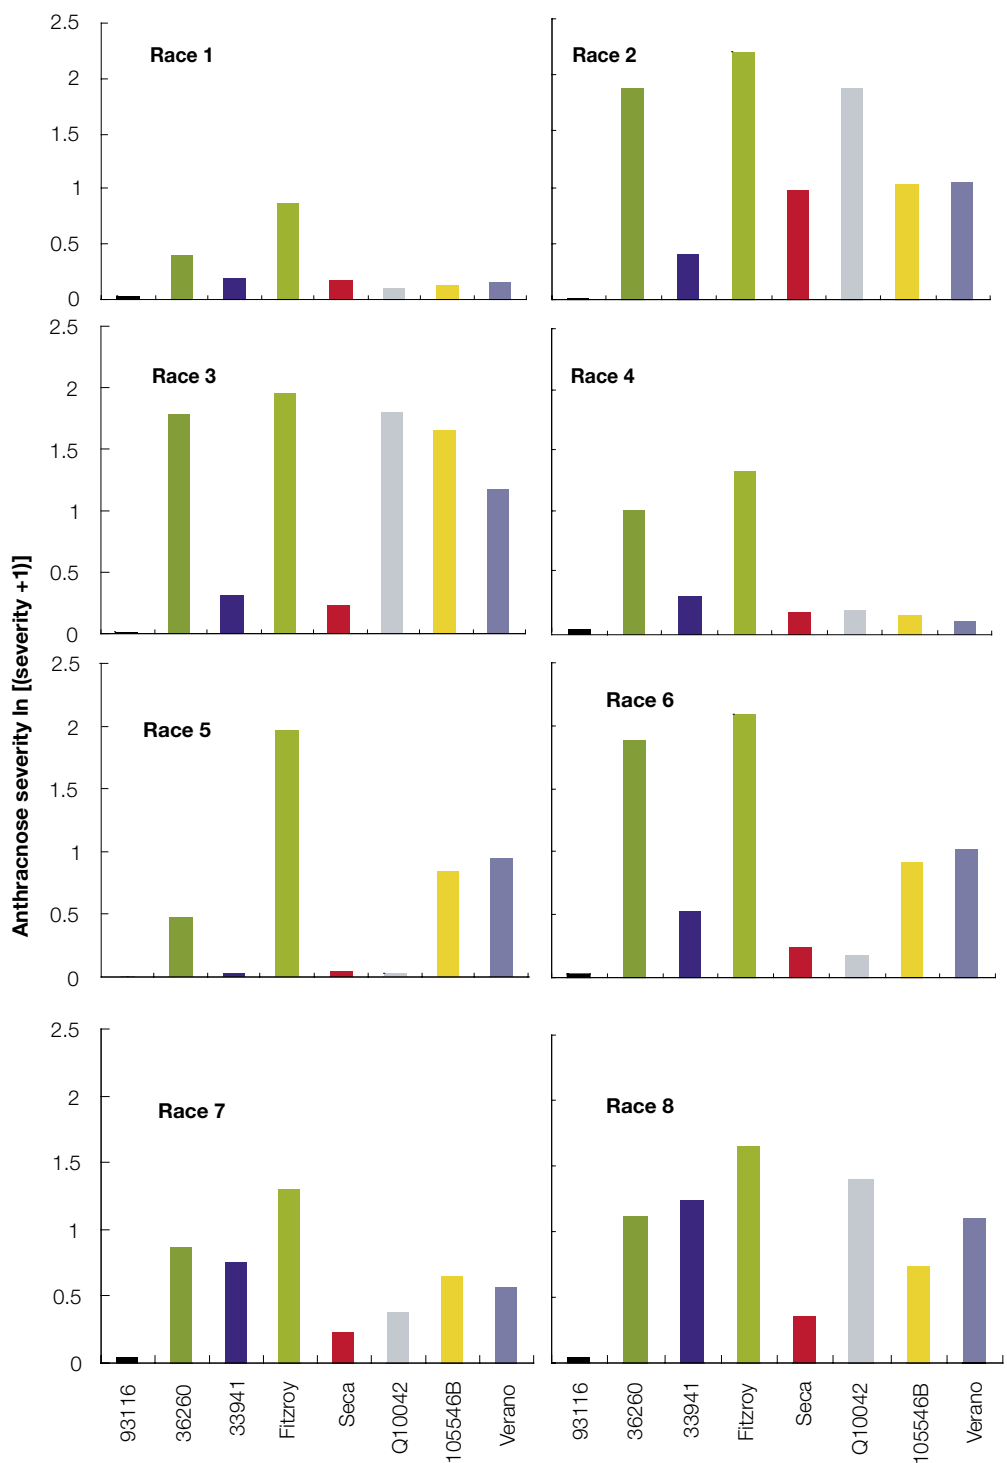 Anthracnose severity ln [(severity +1)]
2.5
2
1.5
1
0.5
0
Race 1
Race 2
2.5
2
1.5
1
0.5
0
Race 3
Race 4
2.5
2
1.5
1
0.5
0
Race 5
Race 6
2.5
2
1.5
1
0.5
0
Race 7
Race 8
93116
36260
33941
Fitzroy
Seca
Q10042
105546B
Verano
93116
36260
33941
Fitzroy
Seca
Q10042
105546B
Verano